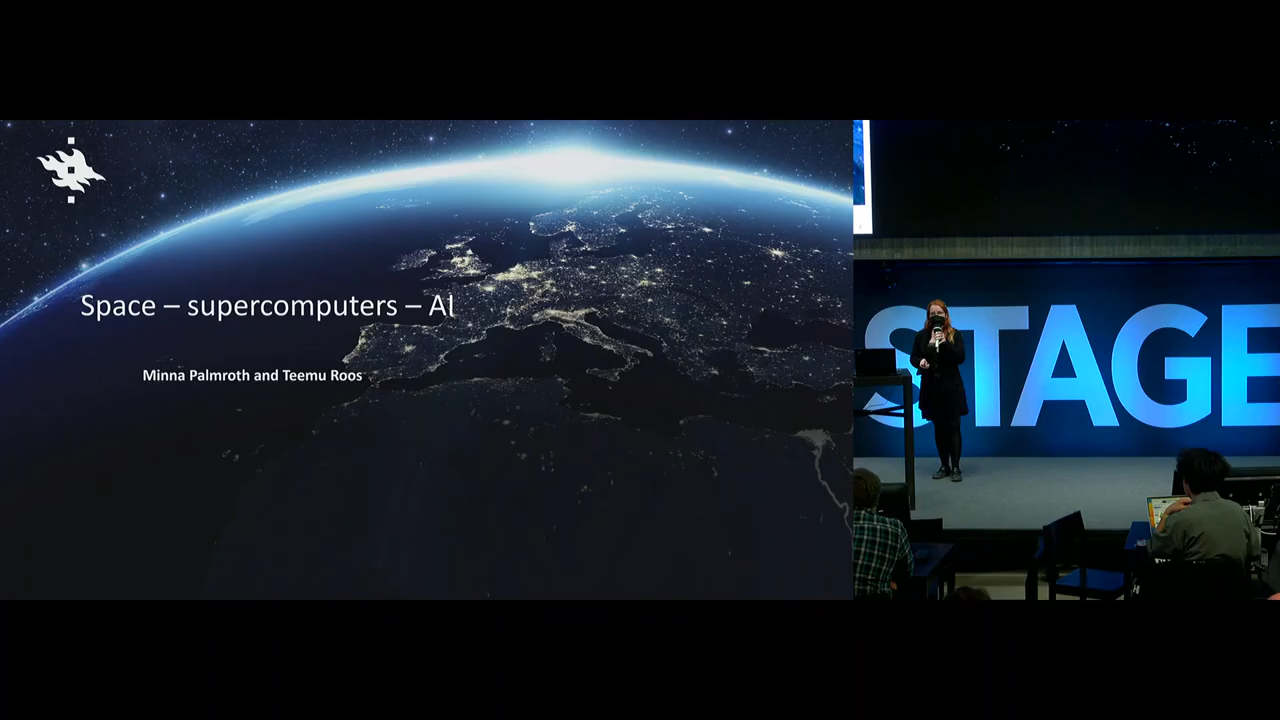 Space – supercomputers – AI
Minna Palmroth and Teemu Roos
STAGE